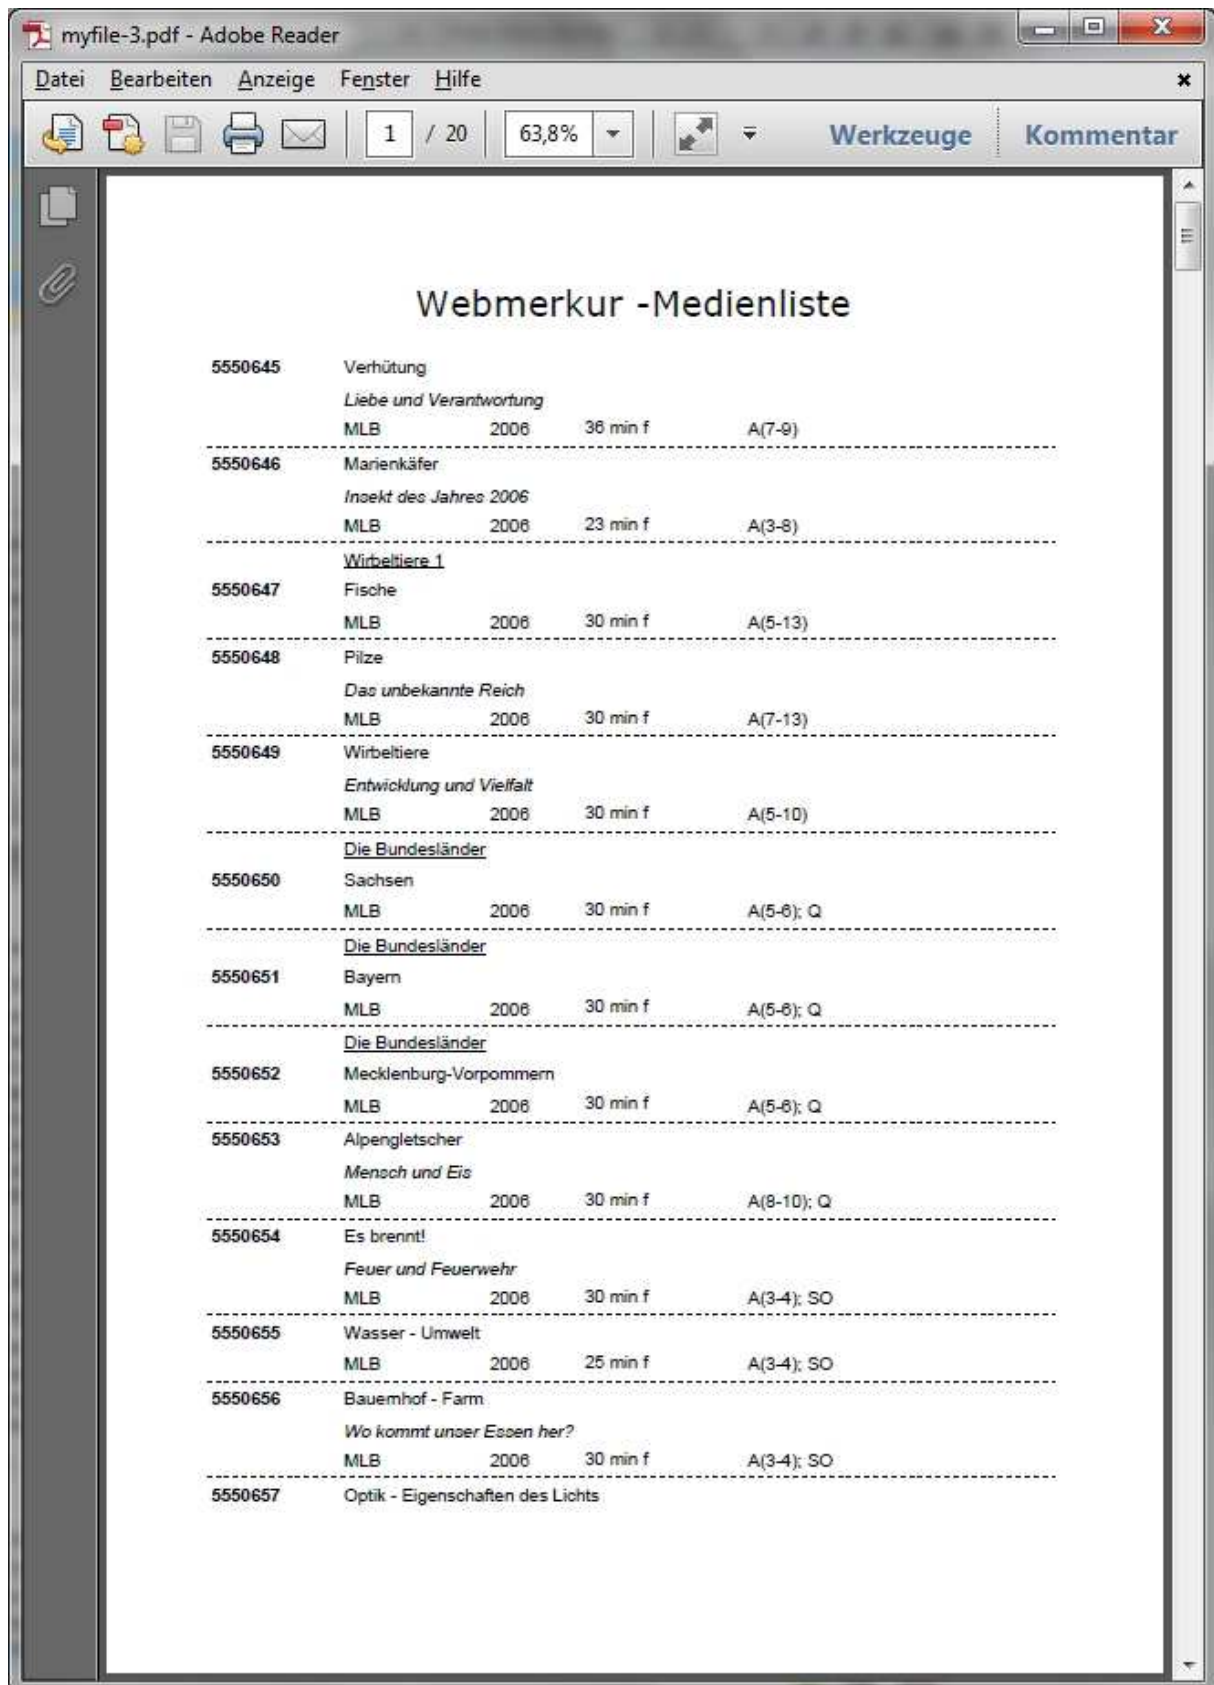 myfile-3.pdf - Adobe Reader
Datei Bearbeiten Anzeige Fenster Hilfe
1 / 20 63,8% Werkzeuge Kommentar
Webmerkur -Medienliste
5550645 Verhütung
Liebe und Verantwortung
MLB 2006 36 min f A(7-9)
5550646 Marienkäfer
Insekt des Jahres 2006
MLB 2006 23 min f A(3-8)
Wirbeltiere 1
5550647 Fische
MLB 2006 30 min f A(5-13)
5550648 Pilze
Das unbekannte Reich
MLB 2006 30 min f A(7-13)
5550649 Wirbeltiere
Entwicklung und Vielfalt
MLB 2006 30 min f A(5-10)
Die Bundesländer
5550650 Sachsen
MLB 2006 30 min f A(5-6); Q
Die Bundesländer
5550651 Bayern
MLB 2006 30 min f A(5-6); Q
Die Bundesländer
5550652 Mecklenburg-Vorpommern
MLB 2006 30 min f A(5-6); Q
5550653 Alpengletscher
Mensch und Eis
MLB 2006 30 min f A(8-10); Q
5550654 Es brennt!
Feuer und Feuerwehr
MLB 2006 30 min f A(3-4); SO
5550655 Wasser - Umwelt
MLB 2006 25 min f A(3-4); SO
5550656 Bauernhof - Farm
Wo kommt unser Essen her?
MLB 2006 30 min f A(3-4); SO
5550657 Optik - Eigenschaften des Lichts